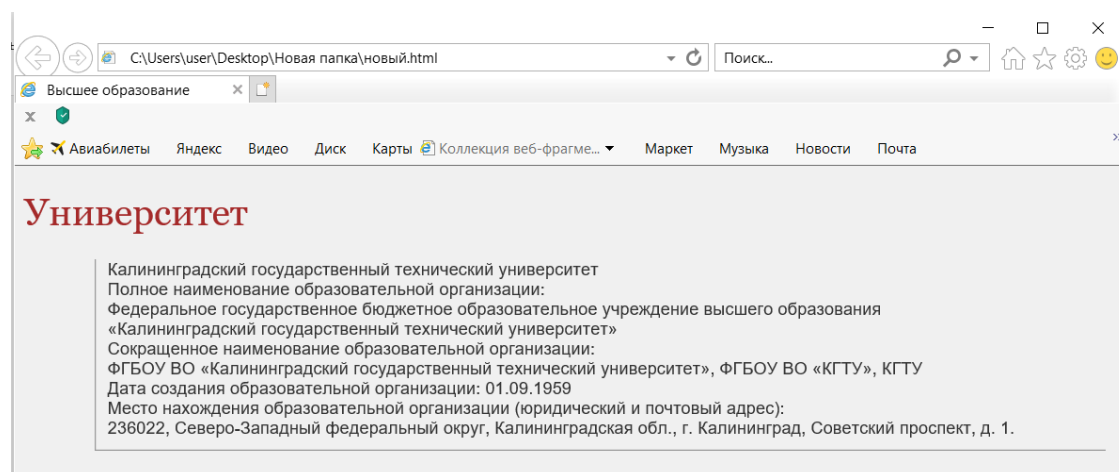 C:\Users\user\Desktop\Новая папка\новый.html
Поиск...
Высшее образование
x
Авиабилеты Яндекс Видео Диск Карты Коллекция веб-фрагме... Маркет Музыка Новости Почта
Университет
Калининградский государственный технический университет
Полное наименование образовательной организации:
Федеральное государственное бюджетное образовательное учреждение высшего образования
«Калининградский государственный технический университет»
Сокращенное наименование образовательной организации:
ФГБОУ ВО «Калининградский государственный технический университет», ФГБОУ ВО «КГТУ», КГТУ
Дата создания образовательной организации: 01.09.1959
Место нахождения образовательной организации (юридический и почтовый адрес):
236022, Северо-Западный федеральный округ, Калининградская обл., г. Калининград, Советский проспект, д. 1.